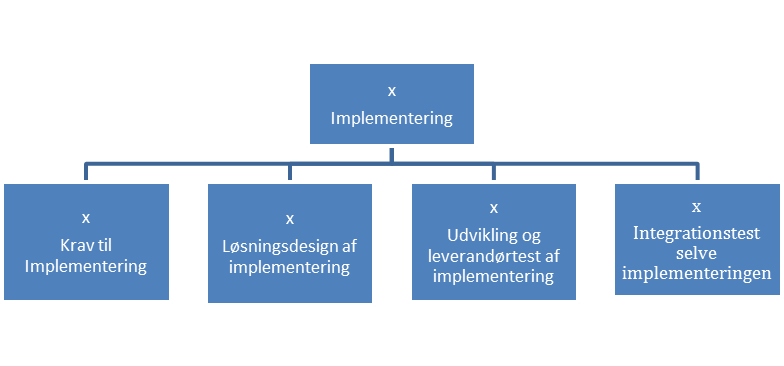 x
Implementering
x
Krav til
Implementering
x
Løsningsdesign af
implementering
x
Udvikling og
leverandørtest af
implementering
x
Integrationstest
selve
implementeringen